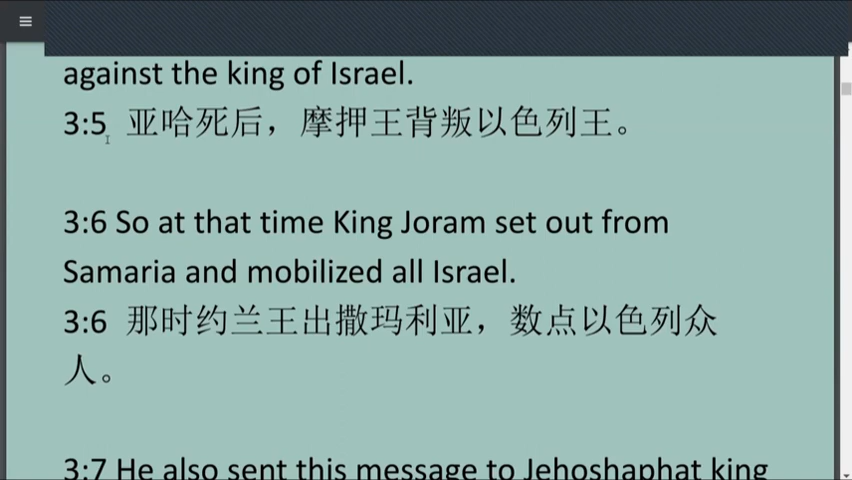 against the king of Israel.
3:5 亚哈死后，摩押王背叛以色列王。
3:6 So at that time King Joram set out from
Samaria and mobilized all Israel.
3:6 那时约兰王出撒玛利亚，数点以色列众
人。
3:7 He also sent this message to Jehoshaphat king